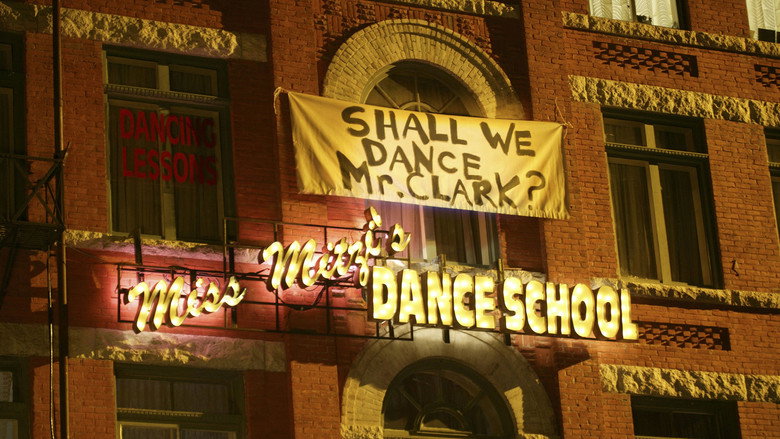 SHALL WE
DANCE
Mr. CLARK?
DANCING
LESSONS
Miss Mitzi's
DANCE SCHOOL